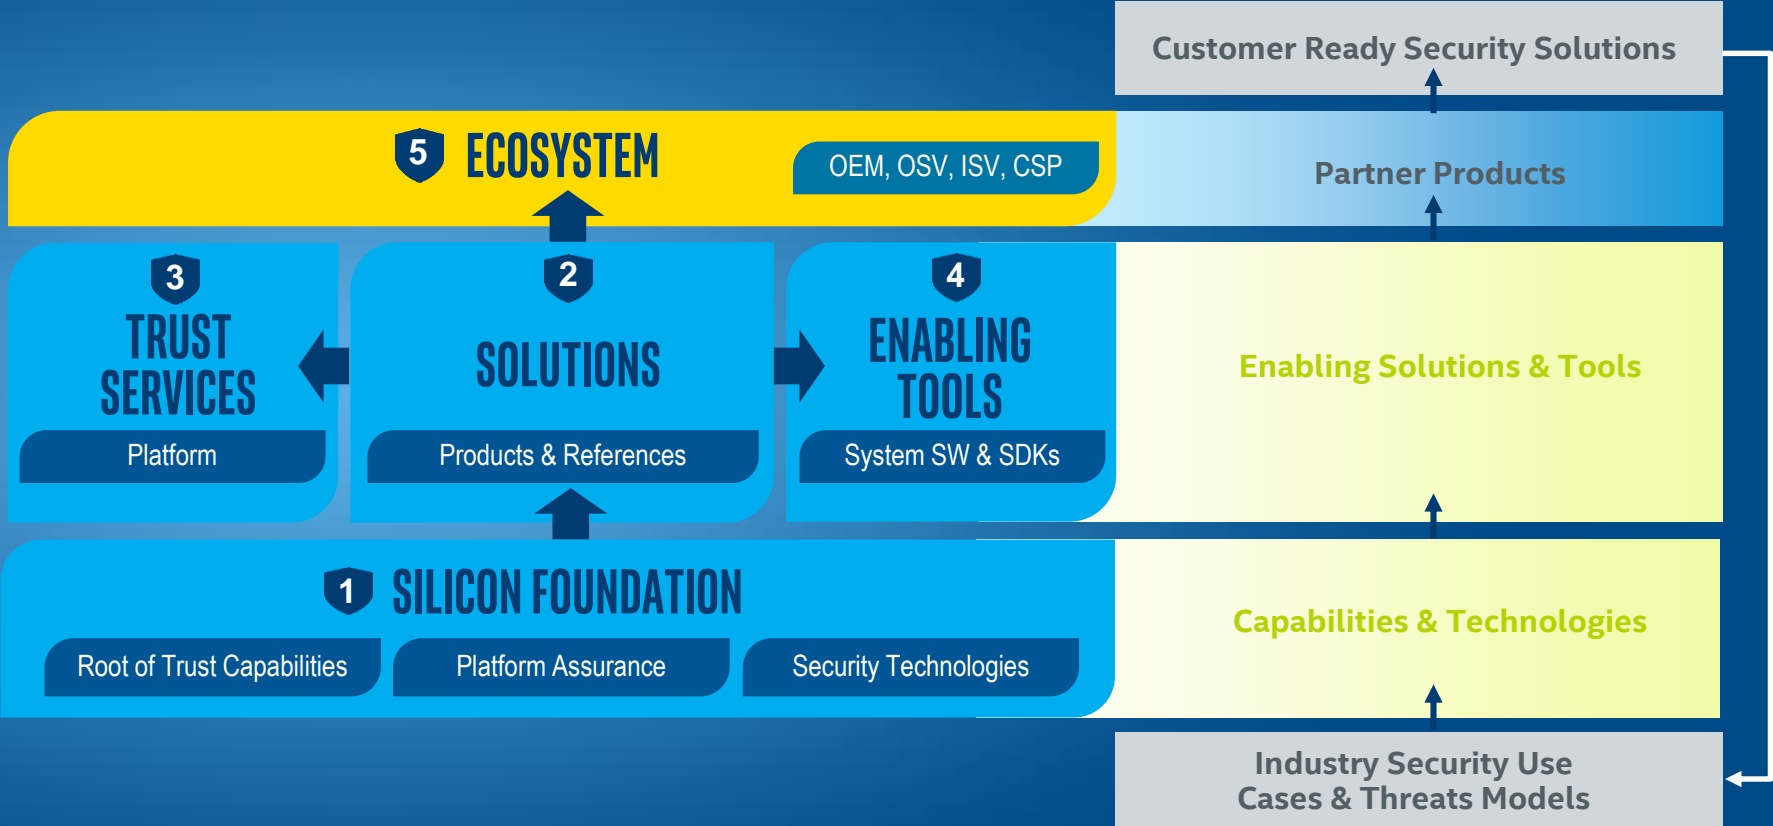 Customer Ready Security Solutions
5 ECOSYSTEM
OEM, OSV, ISV, CSP
Partner Products
3
TRUST
SERVICES
Platform
2
SOLUTIONS
Products & References
4
ENABLING
TOOLS
System SW & SDKs
Enabling Solutions & Tools
1 SILICON FOUNDATION
Root of Trust Capabilities
Platform Assurance
Security Technologies
Capabilities & Technologies
Industry Security Use
Cases & Threats Models